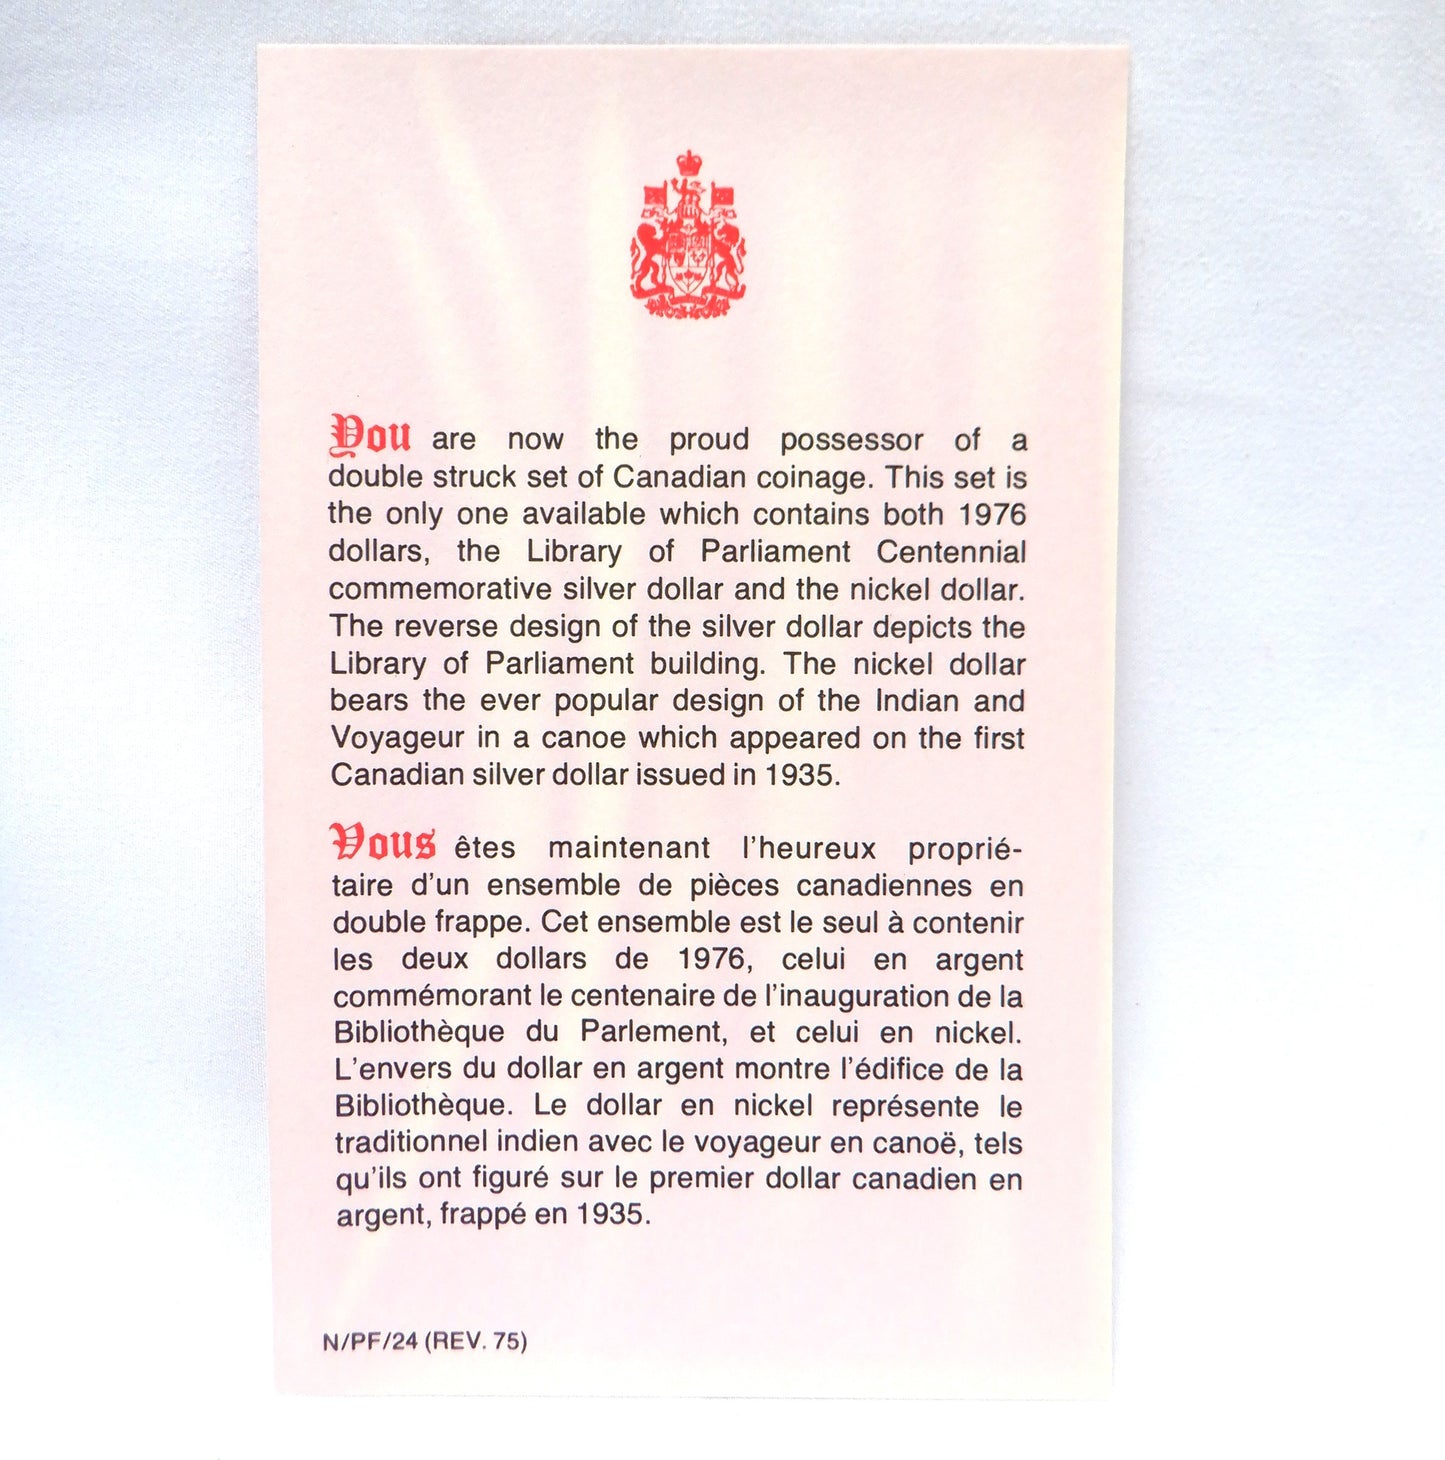 You are now the proud possessor of a
double struck set of Canadian coinage. This set is
the only one available which contains both 1976
dollars, the Library of Parliament Centennial
commemorative silver dollar and the nickel dollar.
The reverse design of the silver dollar depicts the
Library of Parliament building. The nickel dollar
bears the ever popular design of the Indian and
Voyageur in a canoe which appeared on the first
Canadian silver dollar issued in 1935.
Vous êtes maintenant l'heureux proprié-
taire d'un ensemble de pièces canadiennes en
double frappe. Cet ensemble est le seul à contenir
les deux dollars de 1976, celui en argent
commémorant le centenaire de l'inauguration de la
Bibliothèque du Parlement, et celui en nickel.
L'envers du dollar en argent montre l'édifice de la
Bibliothèque. Le dollar en nickel représente le
traditionnel indien avec le voyageur en canoë, tels
qu'ils ont figuré sur le premier dollar canadien en
argent, frappé en 1935.
N/PF/24 (REV. 75)